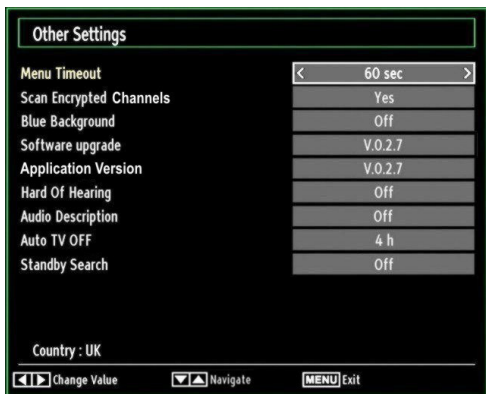 Other Settings
Menu Timeout < 60 sec >
Scan Encrypted Channels Yes
Blue Background Off
Software upgrade V.0.2.7
Application Version V.0.2.7
Hard Of Hearing Off
Audio Description Off
Auto TV OFF 4 h
Standby Search Off
Country : UK
Change Value Navigate MENU Exit